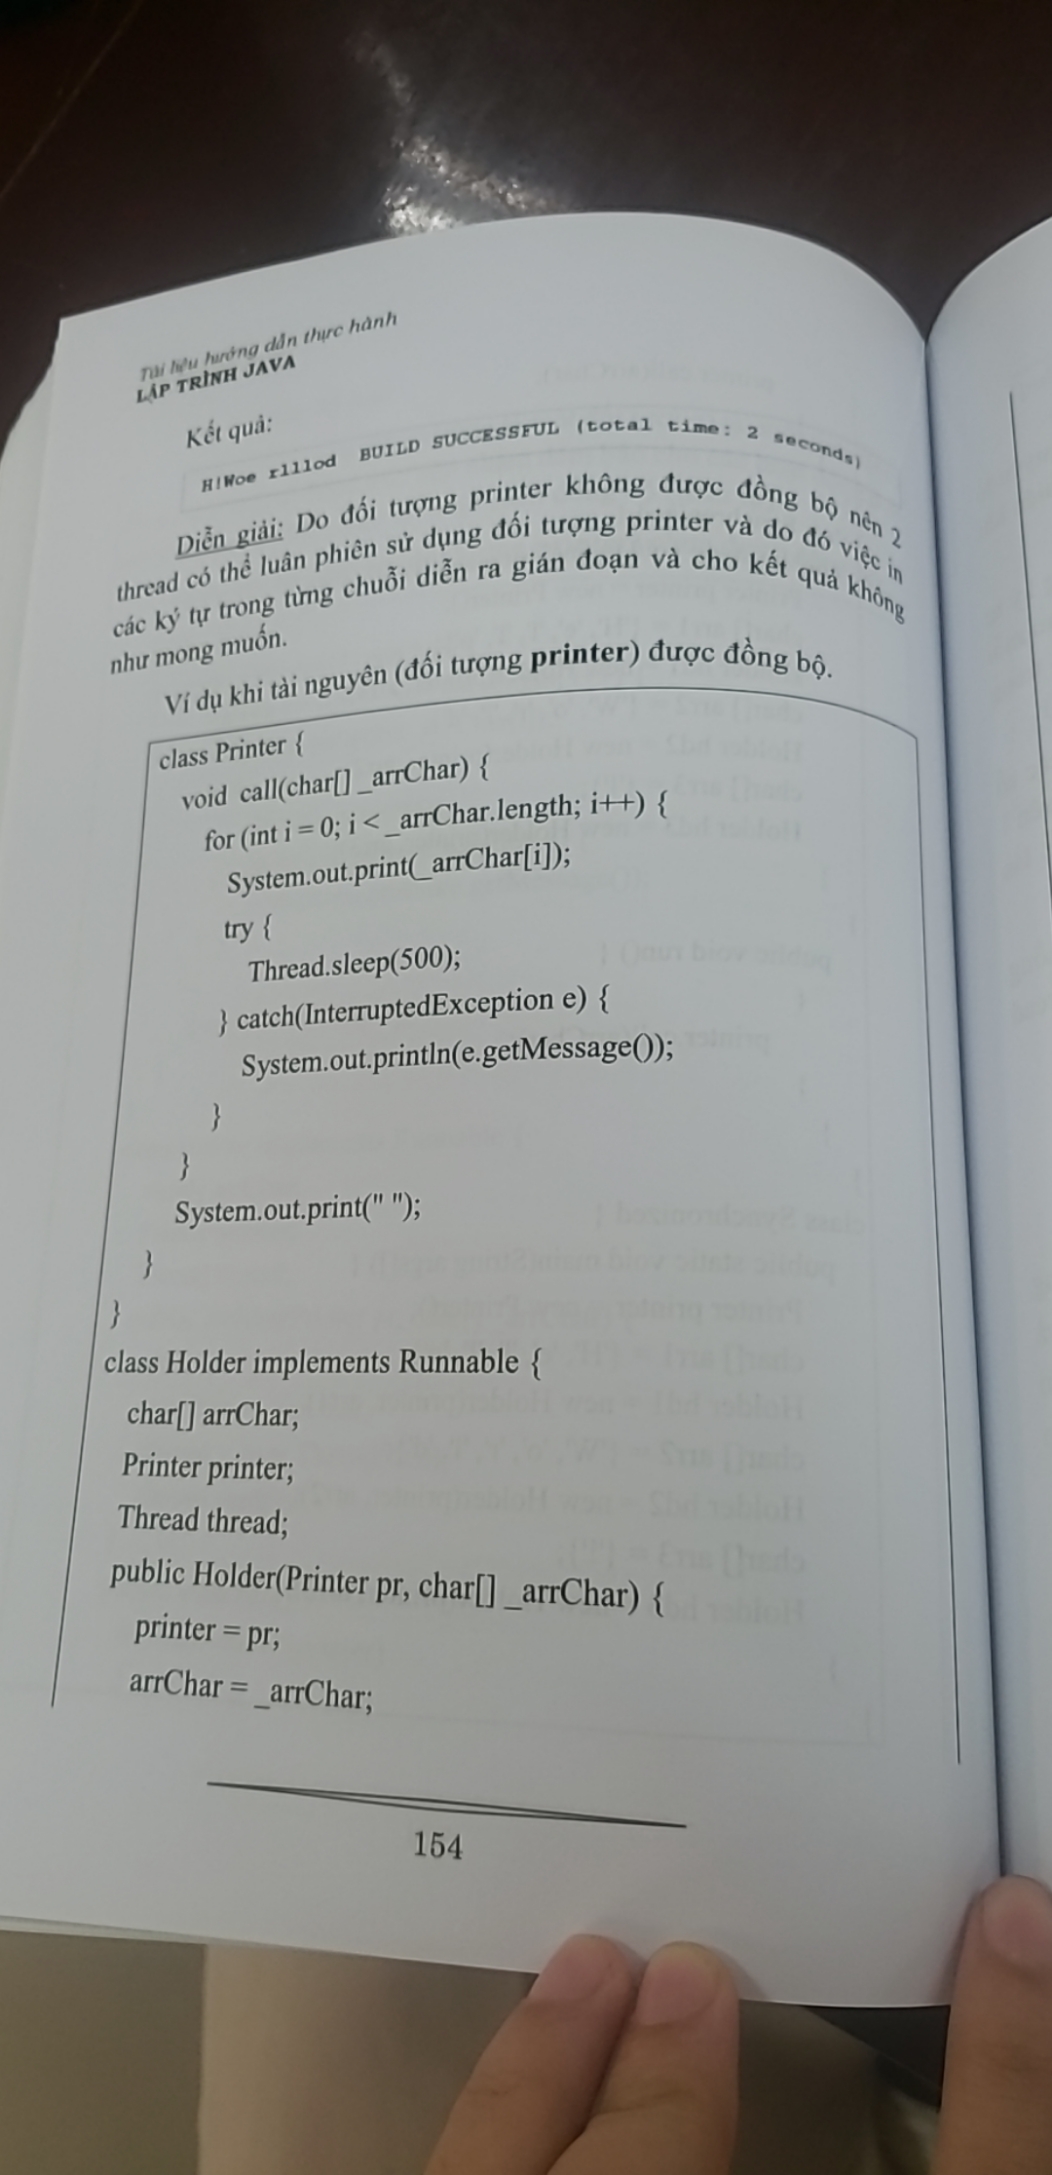 Tài liệu hướng dẫn thực hành
LẬP TRÌNH JAVA
Kết quả:
H!Woe rlllod  BUILD SUCCESSFUL (total time: 2 seconds)
Diễn giải: Do đối tượng printer không được đồng bộ nên 2
thread có thể luân phiên sử dụng đối tượng printer và do đó việc in
các ký tự trong từng chuỗi diễn ra gián đoạn và cho kết quả không
như mong muốn.
Ví dụ khi tài nguyên (đối tượng printer) được đồng bộ.
class Printer {
void call(char[] _arrChar) {
for (int i = 0; i < _arrChar.length; i++) {
System.out.print(_arrChar[i]);
try {
Thread.sleep(500);
} catch(InterruptedException e) {
System.out.println(e.getMessage());
}
}
System.out.print(" ");
}
}
class Holder implements Runnable {
char[] arrChar;
Printer printer;
Thread thread;
public Holder(Printer pr, char[] _arrChar) {
printer = pr;
arrChar = _arrChar;
154